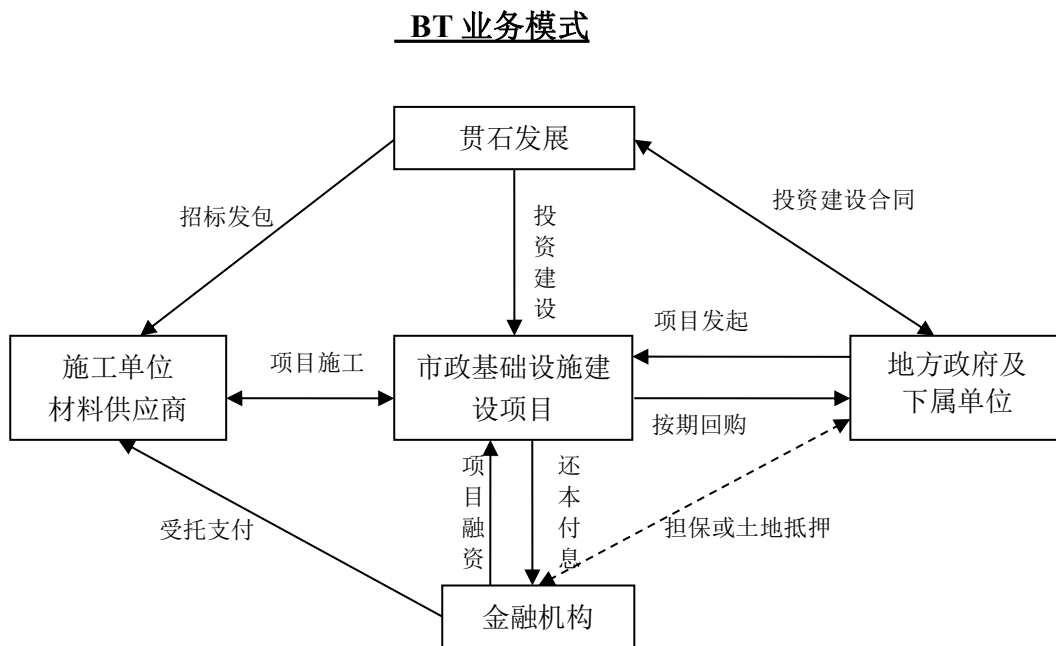 BT 业务模式
贯石发展
招标发包
投资建设
投资建设合同
施工单位
材料供应商
项目施工
市政基础设施建
设项目
项目发起
按期回购
地方政府及
下属单位
受托支付
项目融资
还本付息
担保或土地抵押
金融机构